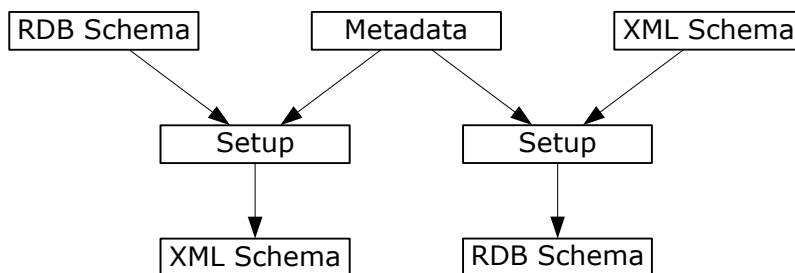 RDB Schema
Metadata
XML Schema
Setup
Setup
XML Schema
RDB Schema